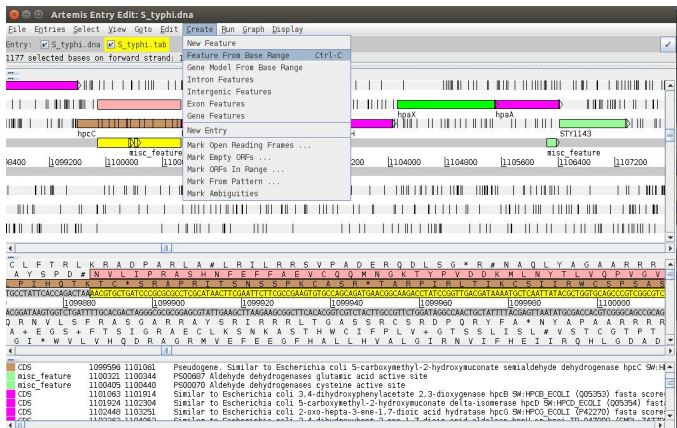 Artemis Entry Edit: S_typhi.dna
File Entries Select View Goto Edit Create Run Graph Display
Entry: S_typhi.dna S_typhi.tab
1177 selected bases on forward strand: 1
New Feature
Feature From Base Range Ctrl-C
Gene Model From Base Range
Intron Features
Intergenic Features
Exon Features
Gene Features
New Entry
Mark Open Reading Frames ...
Mark Empty ORFs ...
Mark ORFs In Range ...
Mark From Pattern ...
Mark Ambiguities
hpaX hpaA
hpcC H STY1143
misc_feature misc_feature
98400 1099200 1100000 1100 200 1104000 1104800 1105600 1106400 1107200
C L F T R L K R A D P A R L A # L R I L R R S V P A D E R Q D L S G * R # N A Q L Y A G A A R R R
A Y S P D # N V L I P R A S H N F E F F A E V C Q Q M N G K T Y P V D D K M L N Y T L Q P V G V
P I H Q T K T C * S R A P R I T S N S S P K C A S R * T A R P I R L T I K C S I I R W C S P S A S
1099880 1099900 1099920 1099940 1099960 1099980 1100000
CDS 1099596 1101061 Pseudogene. Similar to Escherichia coli 5-carboxymethyl-2-hydroxymuconate semialdehyde dehydrogenase hpcC SW:H
misc_feature 1100321 1100344 PS00687 Aldehyde dehydrogenases glutamic acid active site
misc_feature 1100405 1100440 PS00070 Aldehyde dehydrogenases cysteine active site
CDS 1101063 1101914 Similar to Escherichia coli 3,4-dihydroxyphenylacetate 2,3-dioxygenase hpcB SW:HPCB_ECOLI (Q05353) fasta score
CDS 1101924 1102304 Similar to Escherichia coli 5-carboxymethyl-2-hydroxymuconate delta-isomerase hpcD SW:HPCD_ECOLI (Q05354) fast
CDS 1102448 1103251 Similar to Escherichia coli 2-oxo-hepta-3-ene-1,7-dioic acid hydratase hpcG SW:HPCG_ECOLI (P42270) fasta score